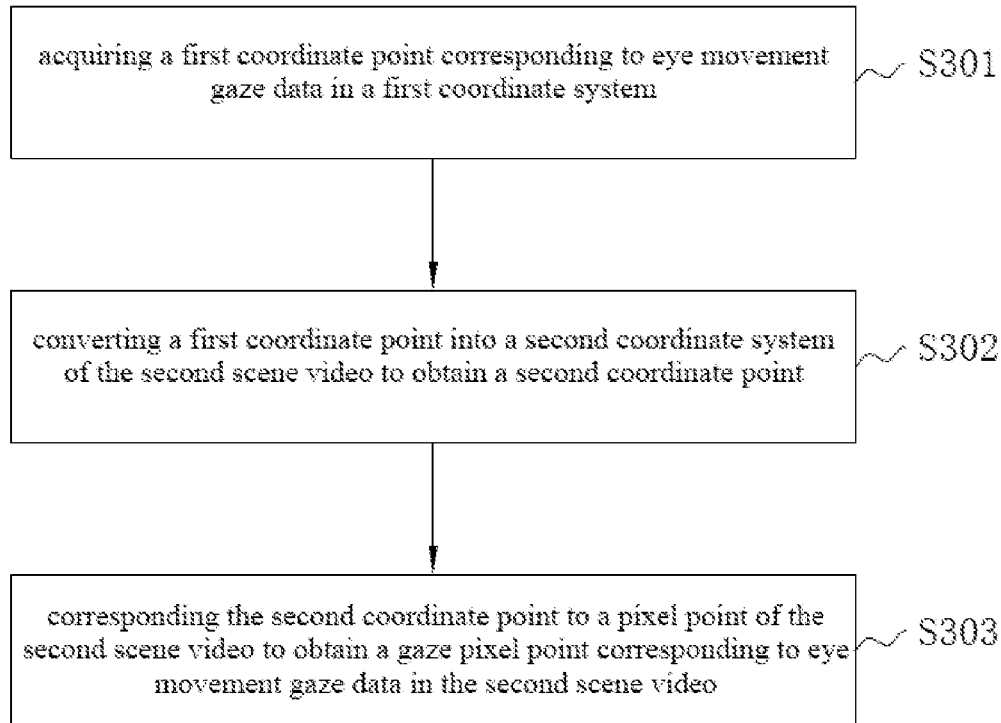 acquiring a first coordinate point corresponding to eye movement
gaze data in a first coordinate system
S301
converting a first coordinate point into a second coordinate system
of the second scene video to obtain a second coordinate point
S302
corresponding the second coordinate point to a pixel point of the
second scene video to obtain a gaze pixel point corresponding to eye
movement gaze data in the second scene video
S303